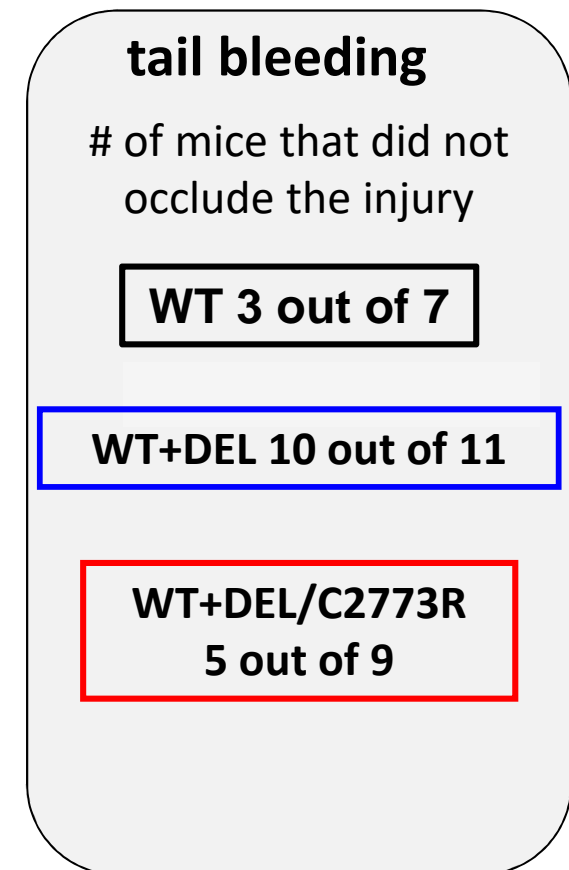 tail bleeding
# of mice that did not
occlude the injury
WT 3 out of 7
WT+DEL 10 out of 11
WT+DEL/C2773R
5 out of 9